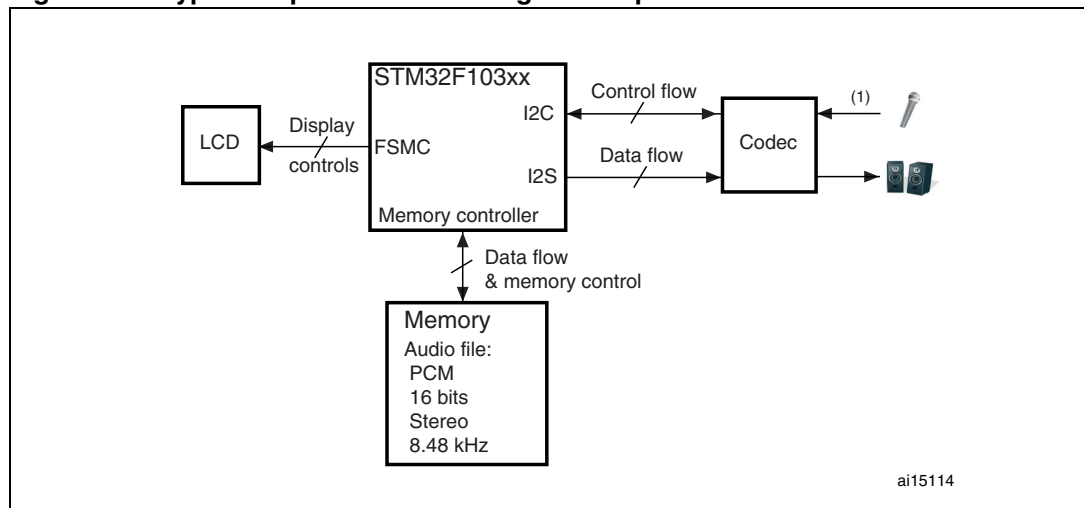 STM32F103xx
LCD
Display
controls
FSMC
I2C
I2S
Memory controller
Control flow
Data flow
Codec
(1)
Data flow
& memory control
Memory
Audio file:
PCM
16 bits
Stereo
8.48 kHz
ai15114